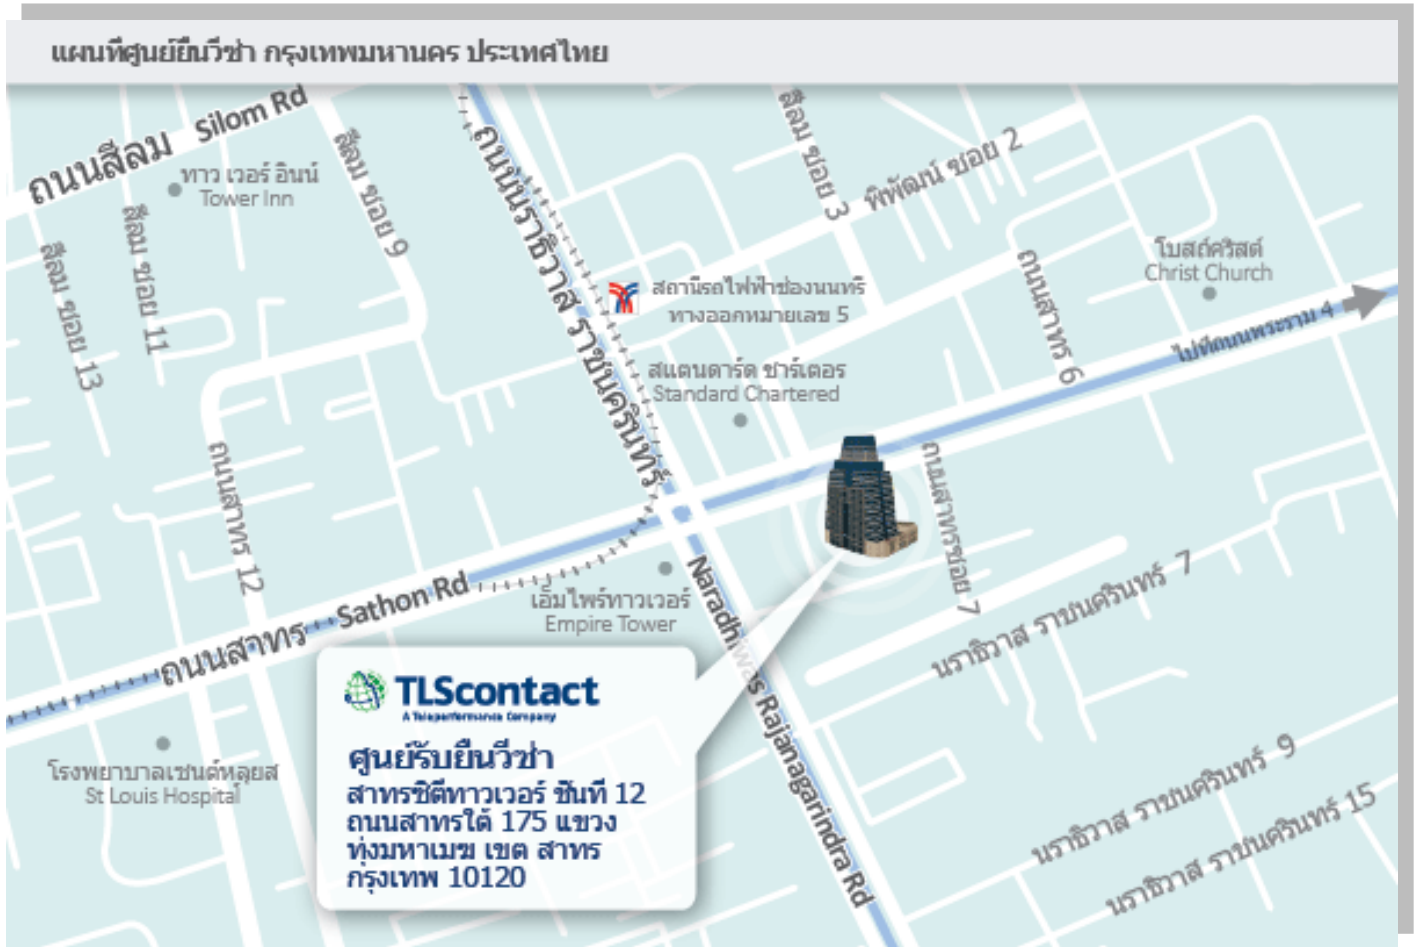 แผนที่ศูนย์ยื่นวีซ่า กรุงเทพมหานคร ประเทศไทย
ถนนสีลม Silom Rd
ทาว เวอร์ อินน์
Tower Inn
สีลม ซอย 9
สีลม ซอย 11
สีลม ซอย 13
ถนนนราธิวาส ราชนครินทร์
สีลม ซอย 3
พิพัฒน์ ซอย 2
สถานีรถไฟฟ้าช่องนนทรี
ทางออกหมายเลข 5
โบสถ์คริสต์
Christ Church
ถนนสาทร 6
ไปที่ถนนพระราม 4
สแตนดาร์ด ชาร์เตอร
Standard Chartered
ถนนสาทร 12
ถนนสาทรซอย 7
นราธิวาส ราชนครินทร์ 7
ถนนสาทร Sathon Rd
เอ็มไพร์ทาวเวอร์
Empire Tower
Naradhiwas Rajanagarindra Rd
TLScontact
A Teleperformance Company
ศูนย์รับยื่นวีซ่า
สาทรซิตี้ทาวเวอร์ ชั้นที่ 12
ถนนสาทรใต้ 175 แขวง
ทุ่งมหาเมฆ เขต สาทร
กรุงเทพ 10120
โรงพยาบาลเซนต์หลุยส
St Louis Hospital
นราธิวาส ราชนครินทร์ 9
นราธิวาส ราชนครินทร์ 15